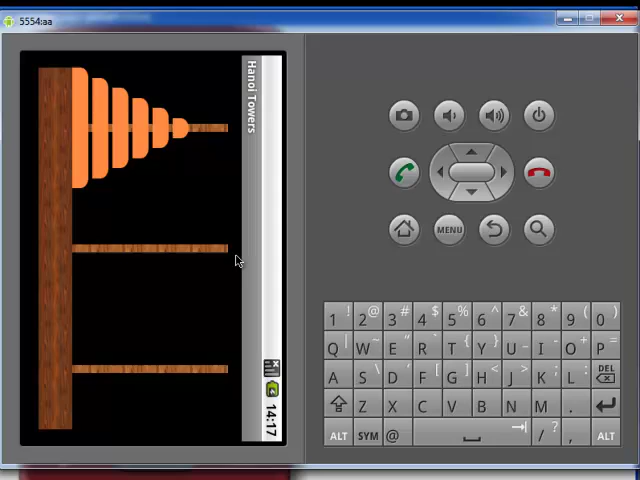 5554:aa
Hanoi Towers
14:17
MENU
1 ! 2 @ 3 # 4 $ 5 % 6 ^ 7 & 8 * 9 ( 0 )
Q | W ~ E " R ` T { Y } U _ I - O + P =
A S \ D ' F [ G ] H < J > K ; L : DEL
Z X C V B N M .
ALT SYM @ / ? , ALT